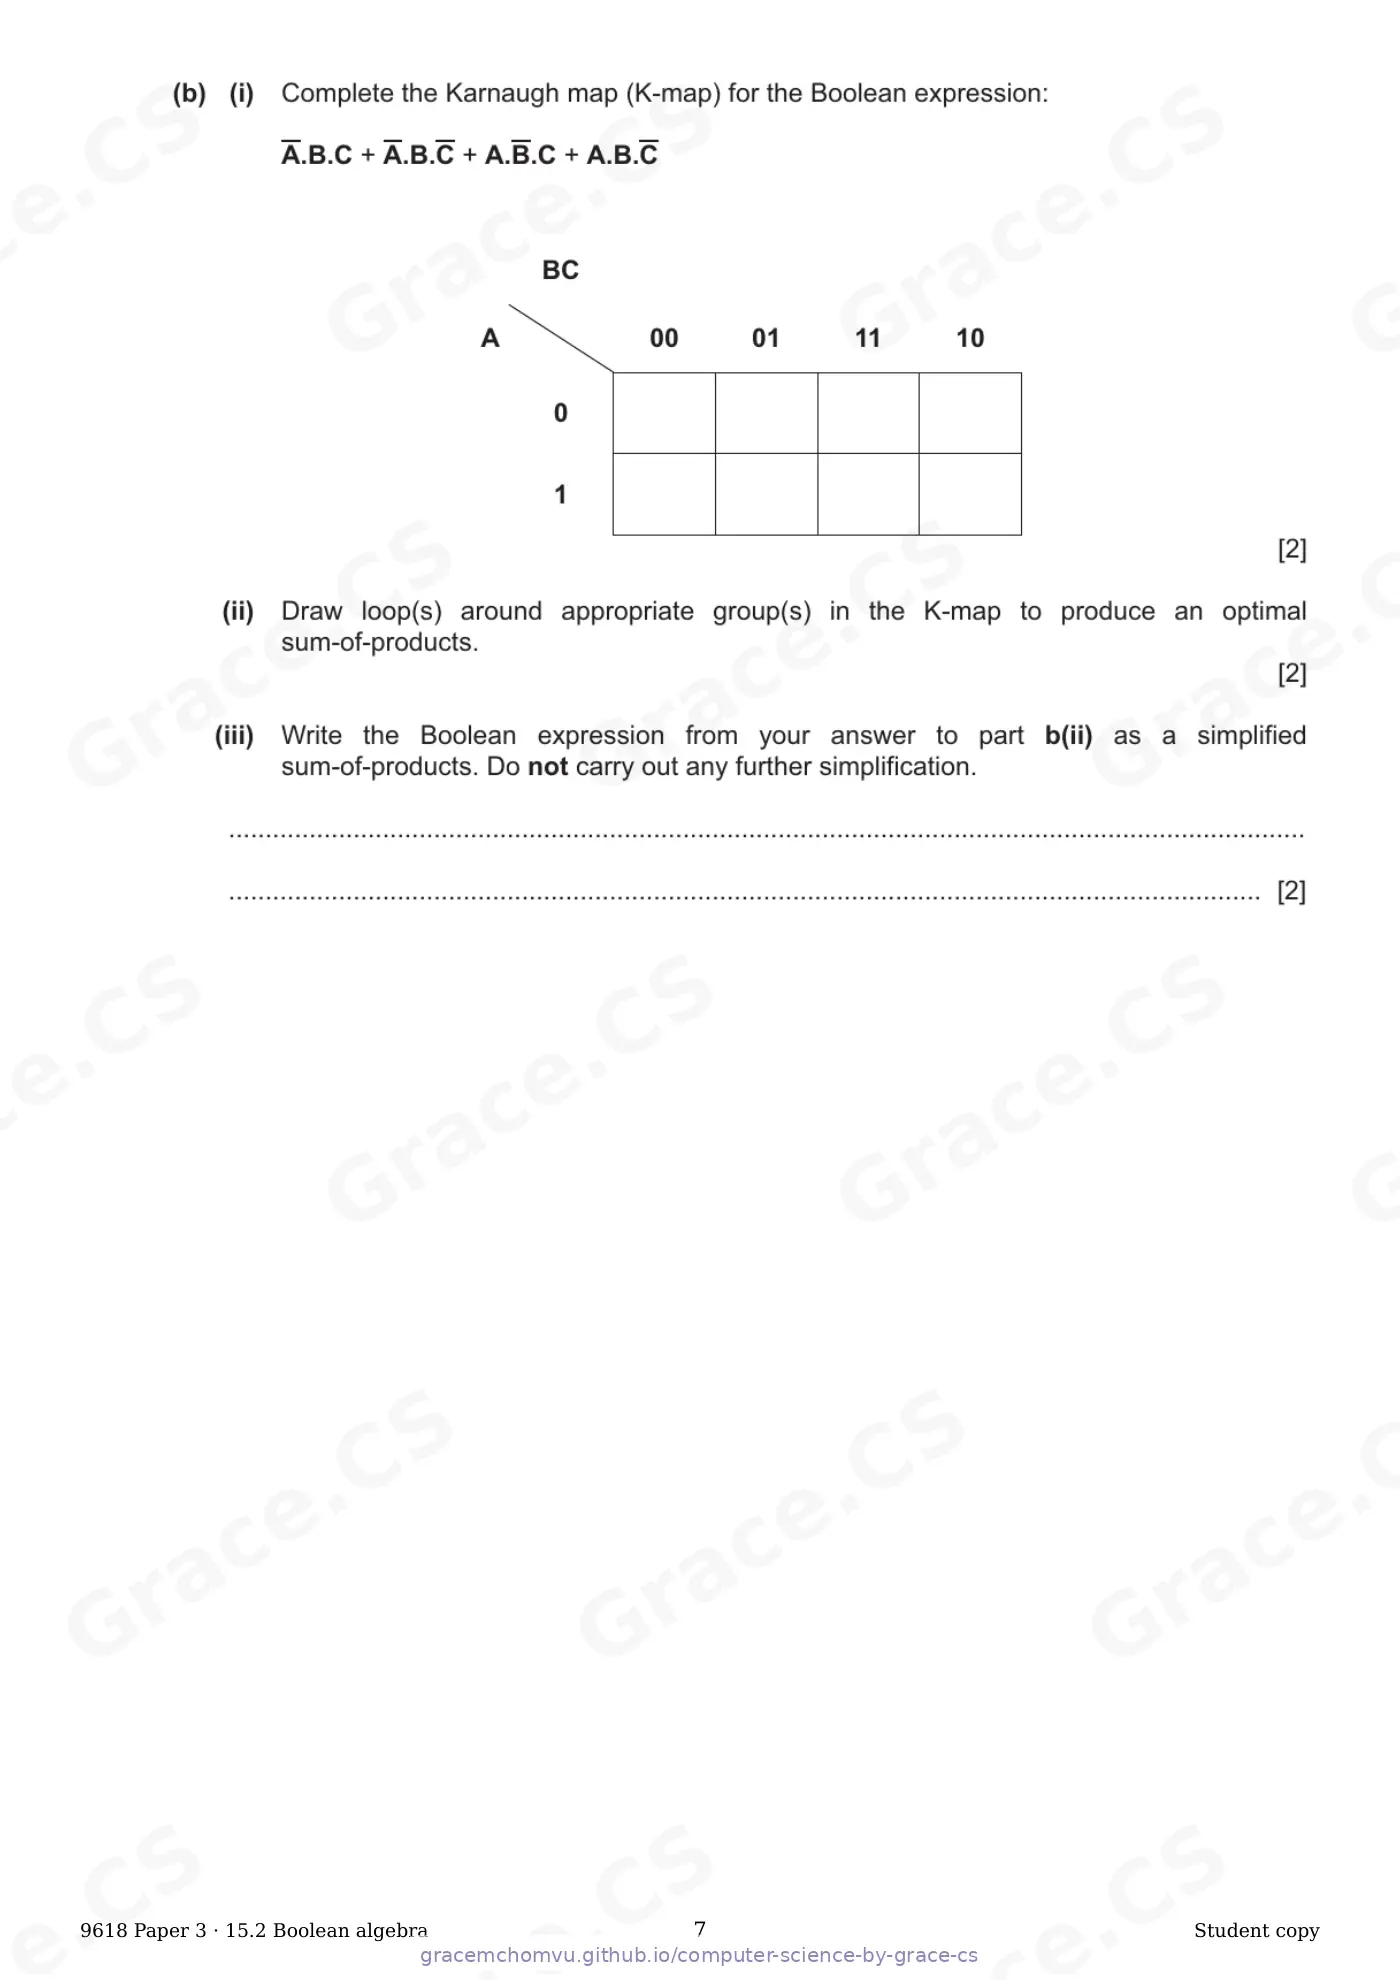 (b) (i) Complete the Karnaugh map (K-map) for the Boolean expression:
A̅.B.C + A̅.B.C̅ + A.B̅.C + A.B.C̅
BC
A 00 01 11 10
0
1
[2]
(ii) Draw loop(s) around appropriate group(s) in the K-map to produce an optimal
sum-of-products.
[2]
(iii) Write the Boolean expression from your answer to part b(ii) as a simplified
sum-of-products. Do not carry out any further simplification.
[2]
9618 Paper 3 · 15.2 Boolean algebra 7 Student copy
gracemchomvu.github.io/computer-science-by-grace-cs
Grace.CS